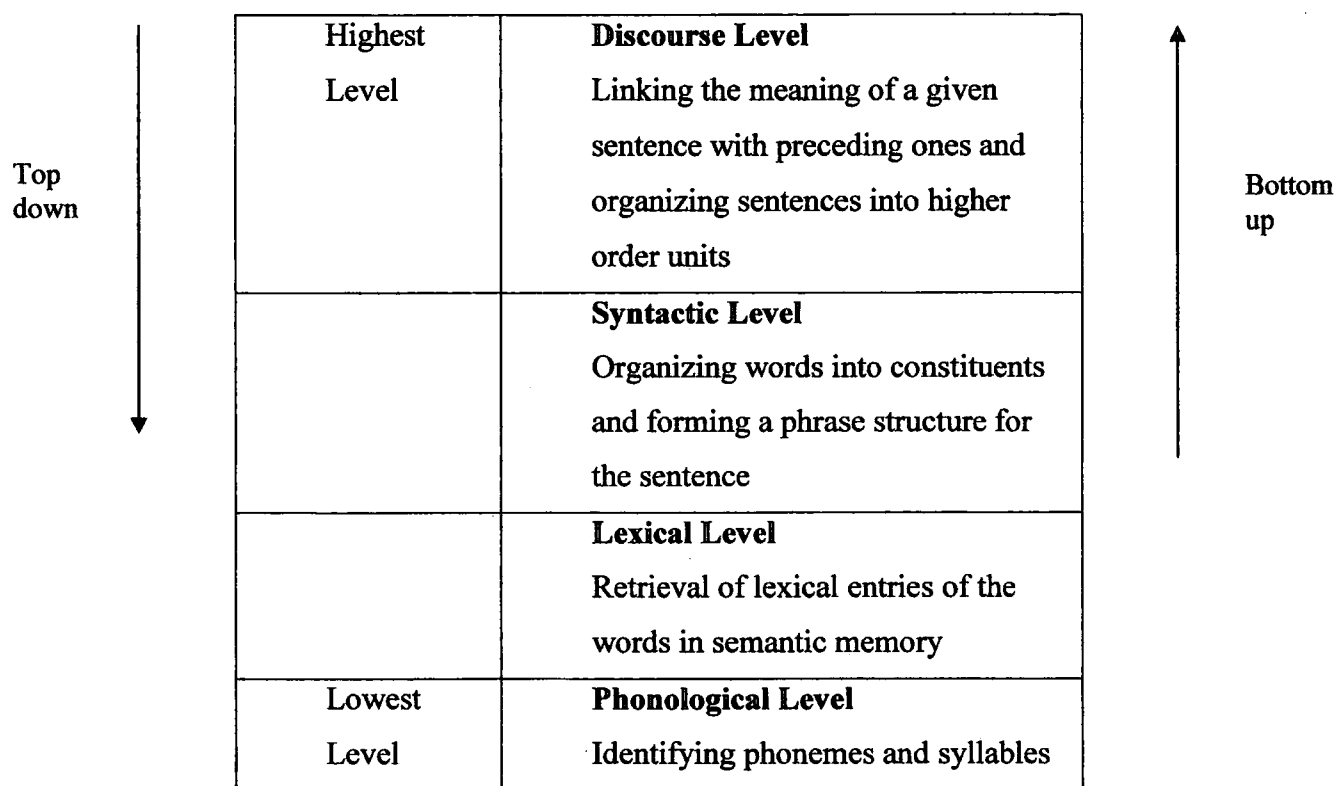 Top
down
Highest
Level
Discourse Level
Linking the meaning of a given
sentence with preceding ones and
organizing sentences into higher
order units
Syntactic Level
Organizing words into constituents
and forming a phrase structure for
the sentence
Lexical Level
Retrieval of lexical entries of the
words in semantic memory
Lowest
Level
Phonological Level
Identifying phonemes and syllables
Bottom
up